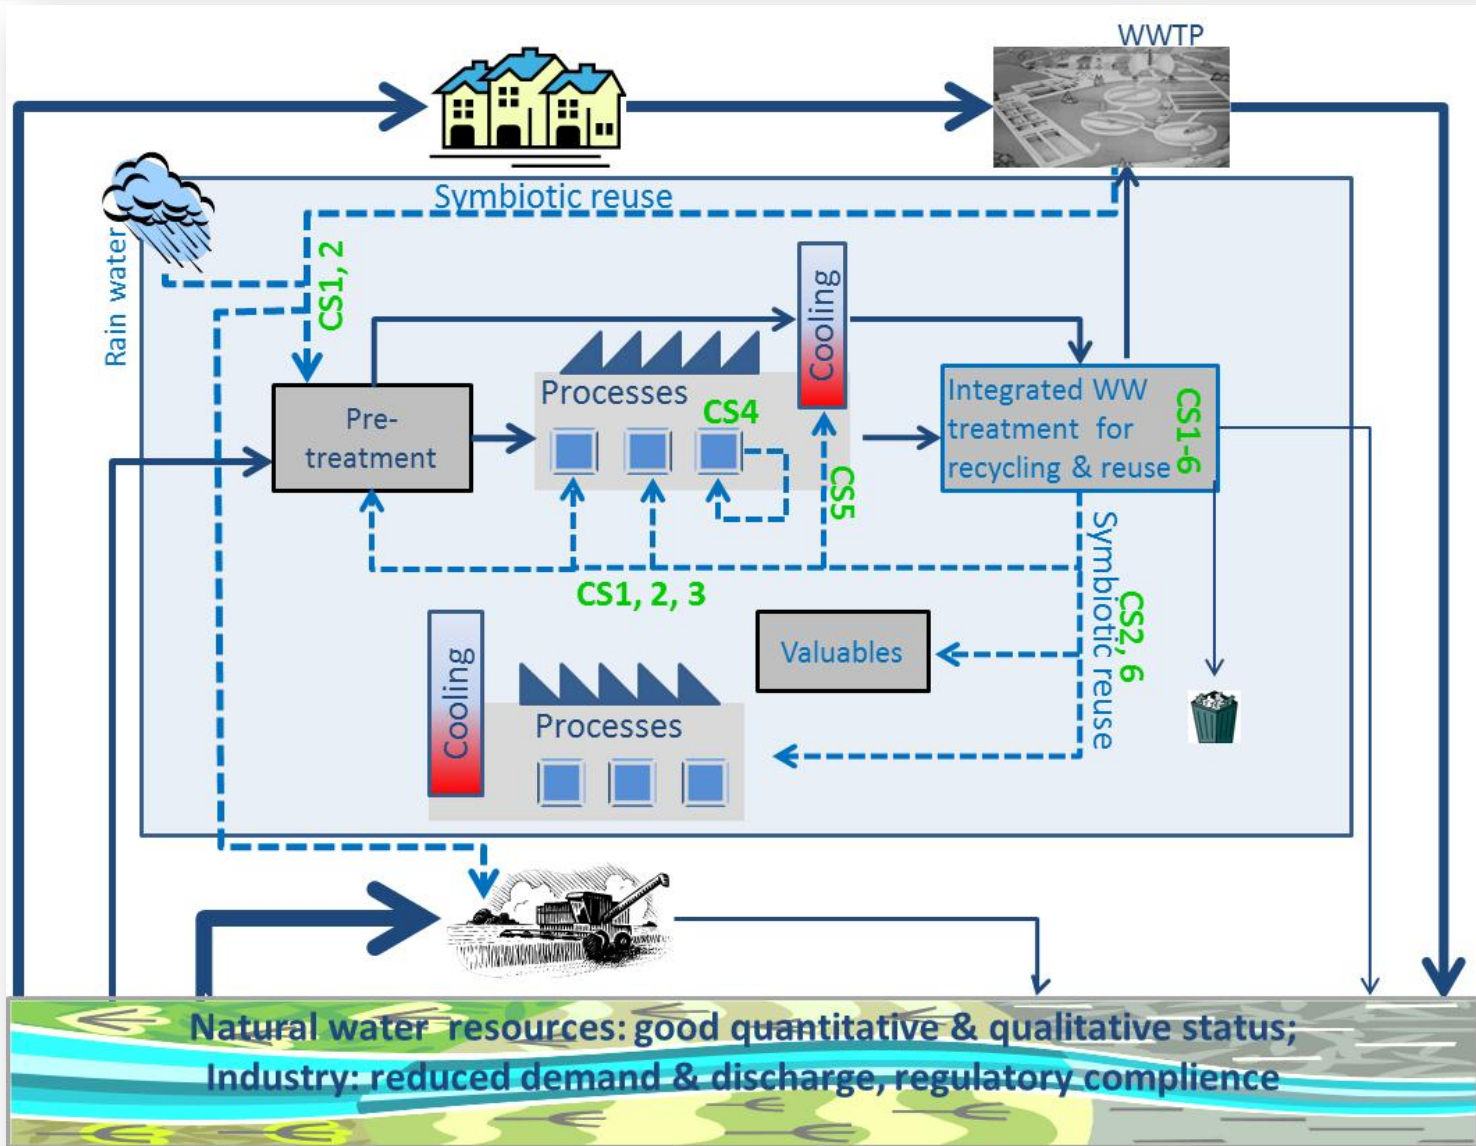 WWTP
Symbiotic reuse
Rain water
CS1, 2
Cooling
Processes
CS4
Pre-
treatment
Integrated WW
treatment for
recycling & reuse
CS1-6
CS5
CS1, 2, 3
Symbiotic reuse
CS2, 6
Valuables
Cooling
Processes
Natural water resources: good quantitative & qualitative status;
Industry: reduced demand & discharge, regulatory complience